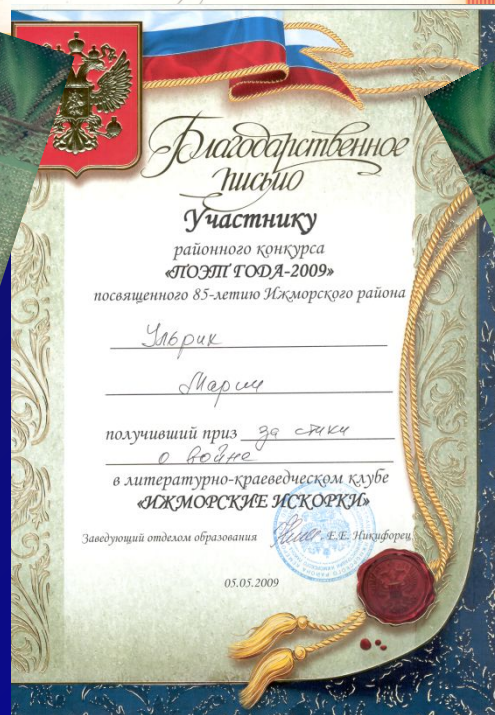 Благодарственное
письмо
Участнику
районного конкурса
«ПОЭТ ГОДА-2009»
посвященного 85-летию Ижморского района
Ульрих
Марии
получивший приз за стихи
о войне
в литературно-краеведческом клубе
«ИЖМОРСКИЕ ИСКОРКИ»
Заведующий отделом образования Е.Е. Никифорец
05.05.2009